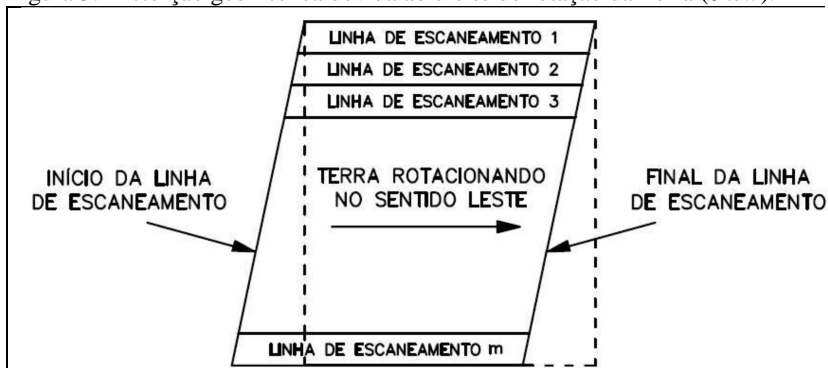 LINHA DE ESCANEAMENTO 1
LINHA DE ESCANEAMENTO 2
LINHA DE ESCANEAMENTO 3
INÍCIO DA LINHA
DE ESCANEAMENTO
TERRA ROTACIONANDO
NO SENTIDO LESTE
FINAL DA LINHA
DE ESCANEAMENTO
LINHA DE ESCANEAMENTO m